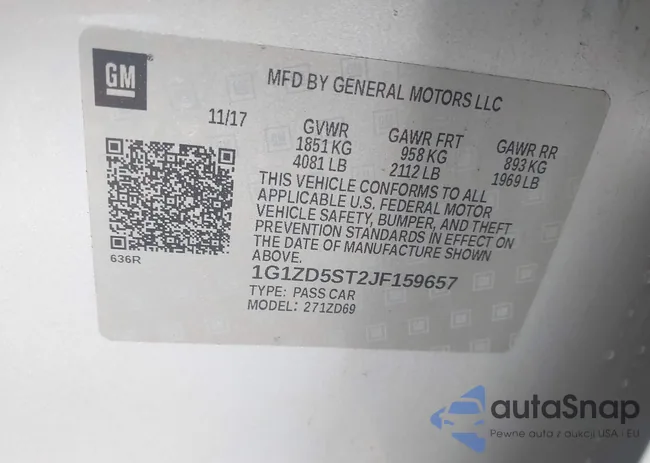 GM
MFD BY GENERAL MOTORS LLC
11/17
GVWR
1851 KG
4081 LB
GAWR FRT
958 KG
2112 LB
GAWR RR
893 KG
1969 LB
THIS VEHICLE CONFORMS TO ALL
APPLICABLE U.S. FEDERAL MOTOR
VEHICLE SAFETY, BUMPER, AND THEFT
PREVENTION STANDARDS IN EFFECT ON
THE DATE OF MANUFACTURE SHOWN
ABOVE.
636R
1G1ZD5ST2JF159657
TYPE: PASS CAR
MODEL: 271ZD69
autaSnap
Pewne auta z aukcji USA - EU